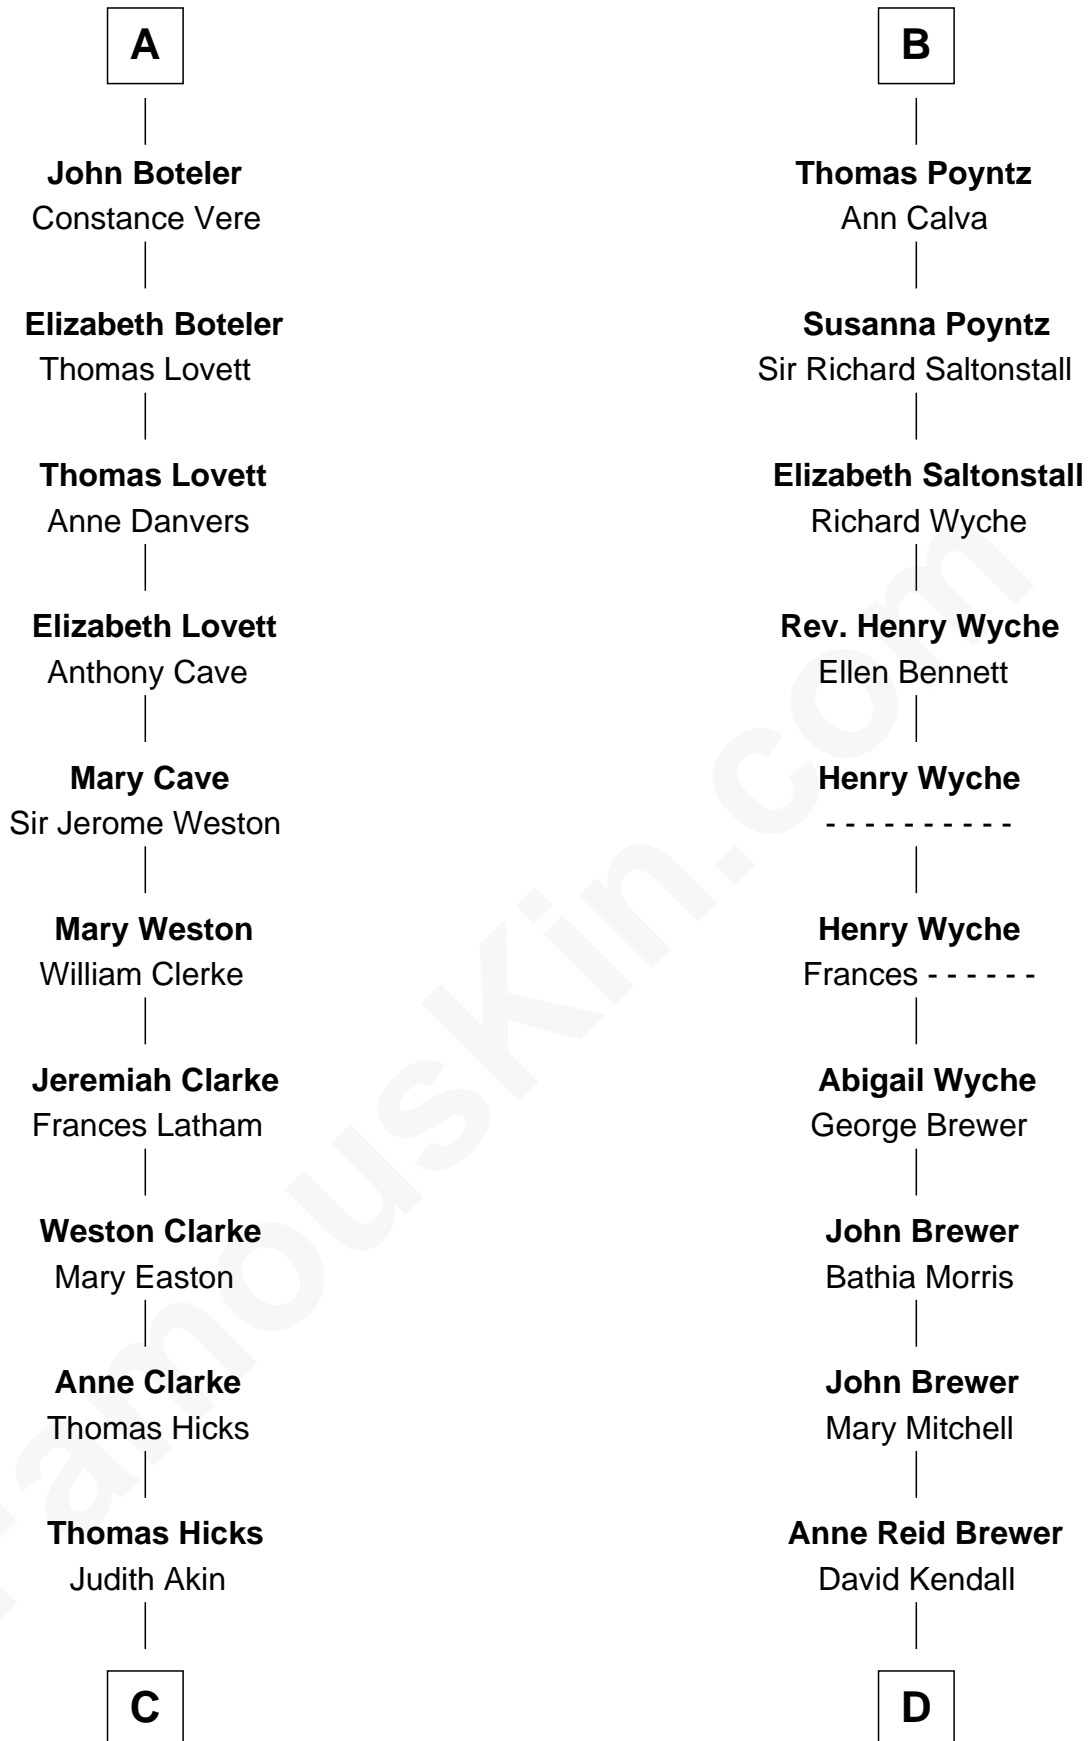 A
John Boteler
Constance Vere
Elizabeth Boteler
Thomas Lovett
Thomas Lovett
Anne Danvers
Elizabeth Lovett
Anthony Cave
Mary Cave
Sir Jerome Weston
Mary Weston
William Clerke
Jeremiah Clarke
Frances Latham
Weston Clarke
Mary Easton
Anne Clarke
Thomas Hicks
Thomas Hicks
Judith Akin
C
B
Thomas Poyntz
Ann Calva
Susanna Poyntz
Sir Richard Saltonstall
Elizabeth Saltonstall
Richard Wyche
Rev. Henry Wyche
Ellen Bennett
Henry Wyche
- - - - - - - - - -
Henry Wyche
Frances - - - - - -
Abigail Wyche
George Brewer
John Brewer
Bathia Morris
John Brewer
Mary Mitchell
Anne Reid Brewer
David Kendall
D
FamousKin.com